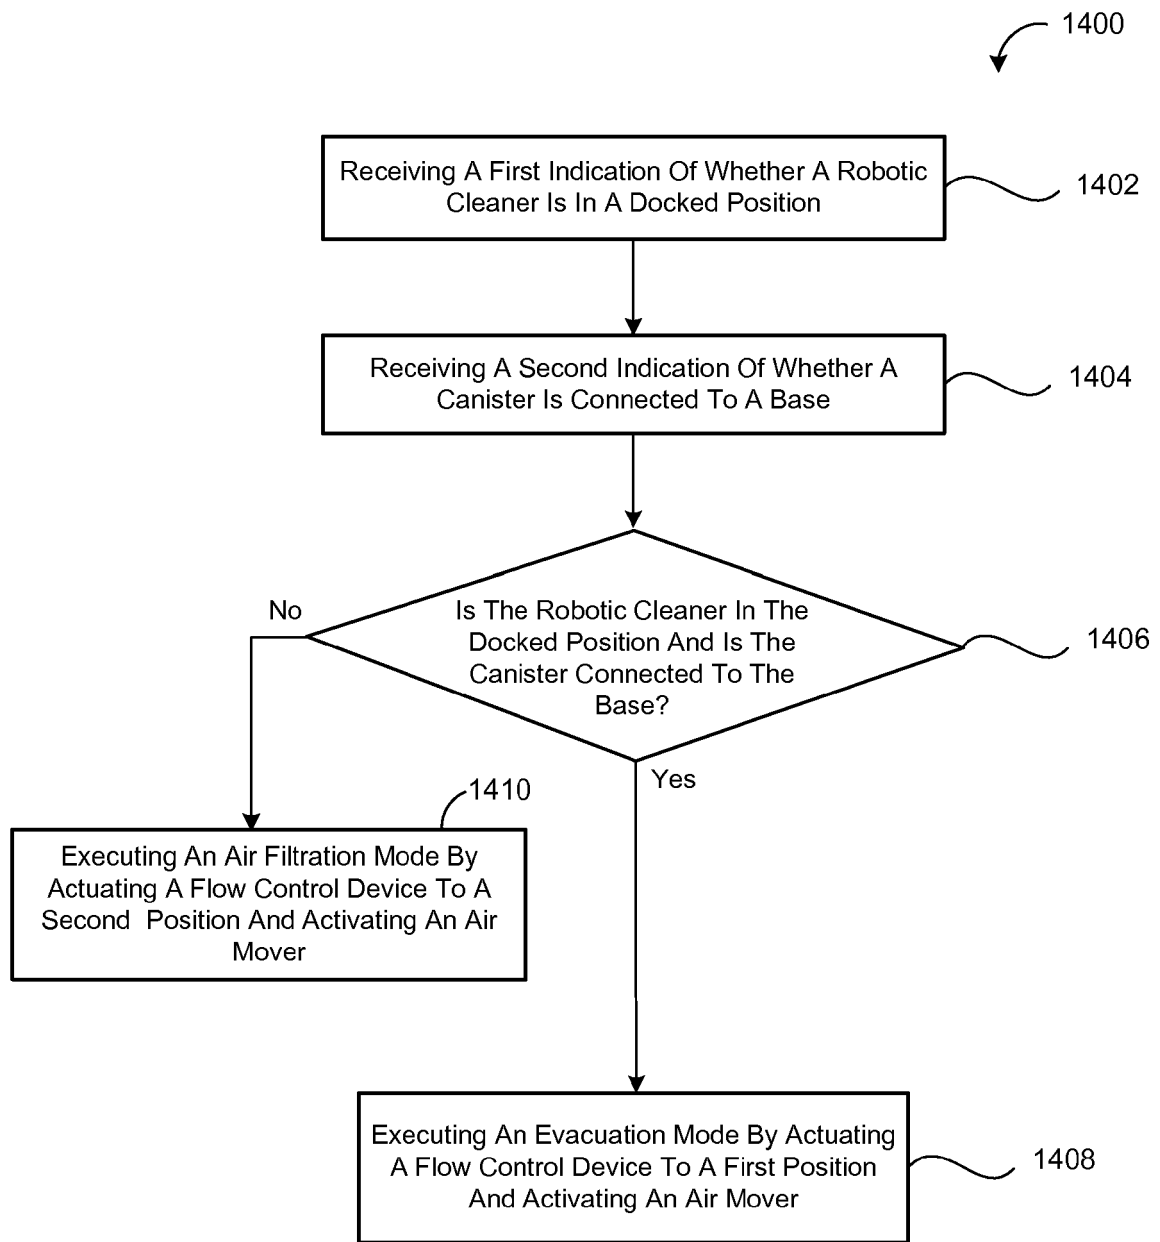 1400
Receiving A First Indication Of Whether A Robotic
Cleaner Is In A Docked Position
1402
Receiving A Second Indication Of Whether A
Canister Is Connected To A Base
1404
No
Is The Robotic Cleaner In The
Docked Position And Is The
Canister Connected To The
Base?
1406
Yes
1410
Executing An Air Filtration Mode By
Actuating A Flow Control Device To A
Second Position And Activating An Air
Mover
Executing An Evacuation Mode By Actuating
A Flow Control Device To A First Position
And Activating An Air Mover
1408